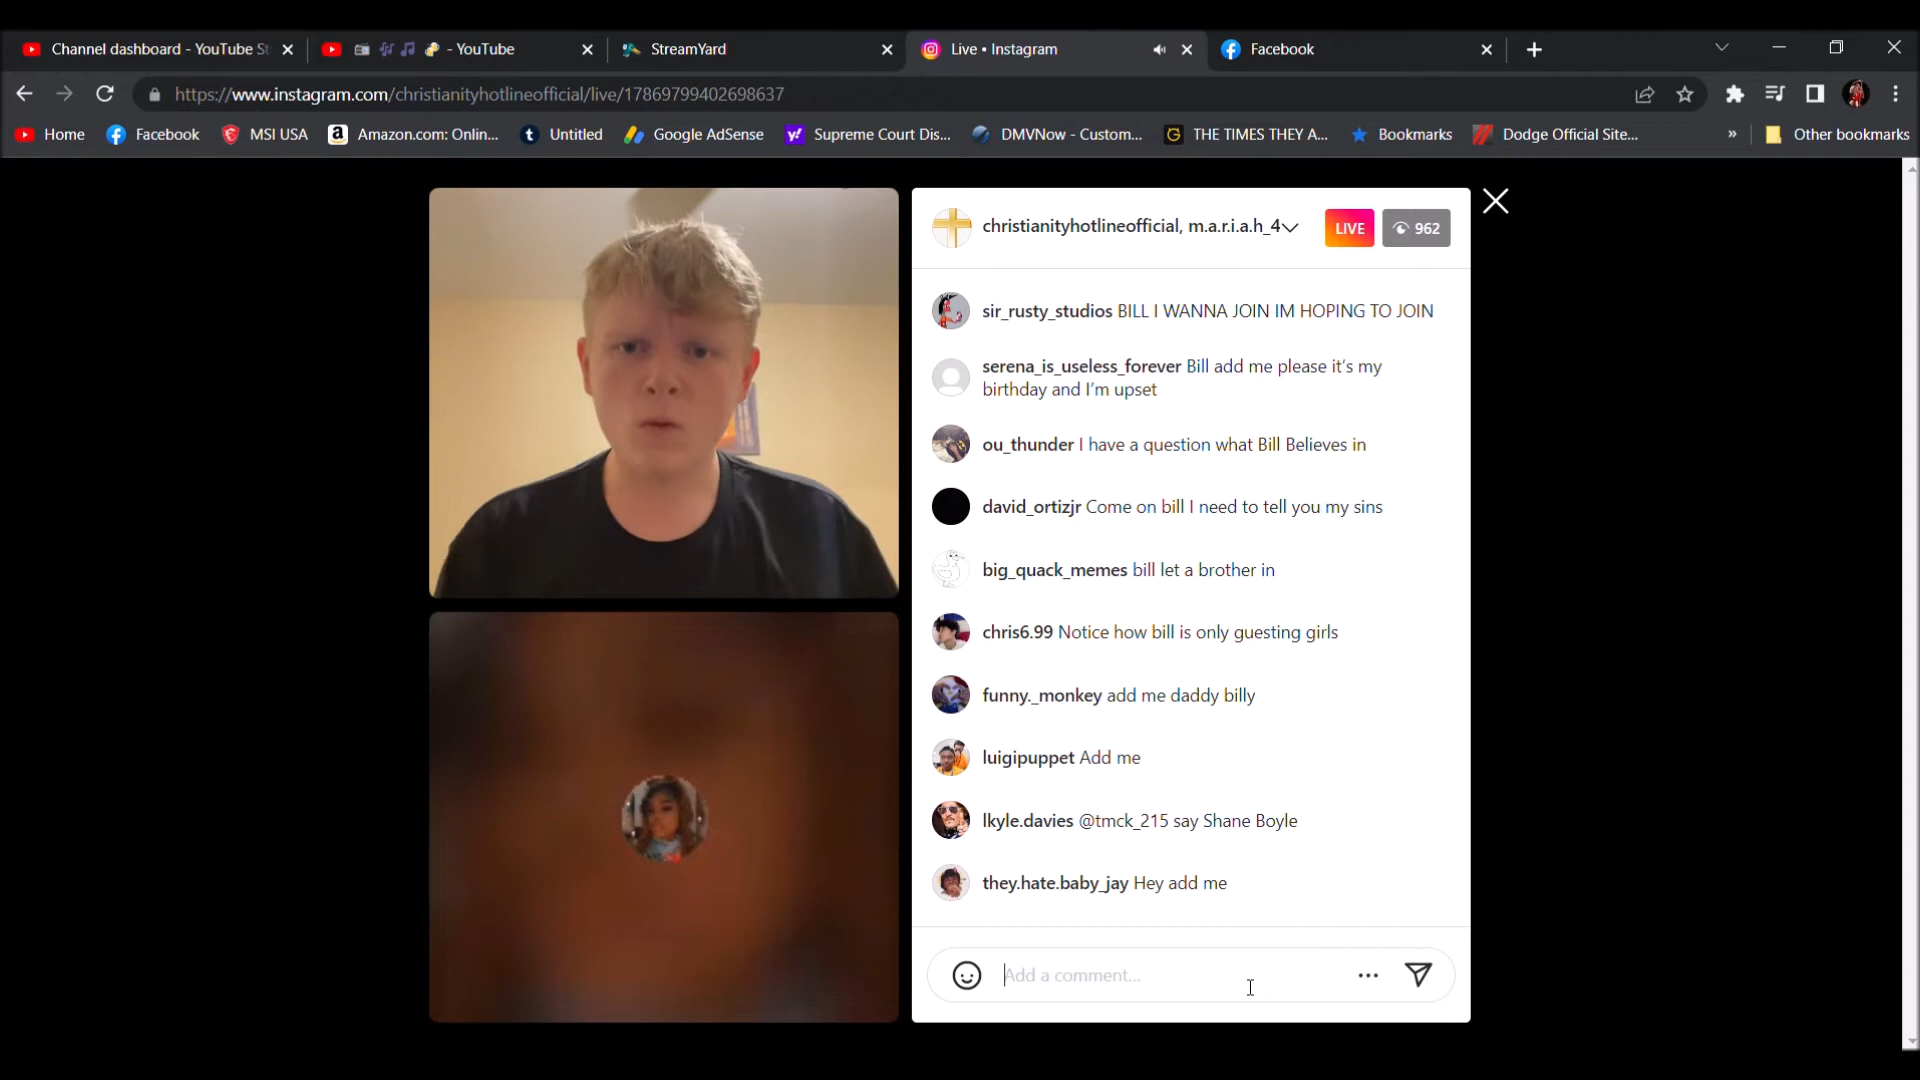 Channel dashboard - YouTube St
- YouTube
StreamYard
Live • Instagram
Facebook
https://www.instagram.com/christianityhotlineofficial/live/17869799402698637
Home
Facebook
MSI USA
Amazon.com: Onlin...
Untitled
Google AdSense
Supreme Court Dis...
DMVNow - Custom...
THE TIMES THEY A...
Bookmarks
Dodge Official Site...
»
Other bookmarks
christianityhotlineofficial, m.a.r.i.a.h_4
LIVE
962
sir_rusty_studios BILL I WANNA JOIN IM HOPING TO JOIN
serena_is_useless_forever Bill add me please it's my
birthday and I'm upset
ou_thunder I have a question what Bill Believes in
david_ortizjr Come on bill I need to tell you my sins
big_quack_memes bill let a brother in
chris6.99 Notice how bill is only guesting girls
funny._monkey add me daddy billy
luigipuppet Add me
lkyle.davies @tmck_215 say Shane Boyle
they.hate.baby_jay Hey add me
Add a comment...